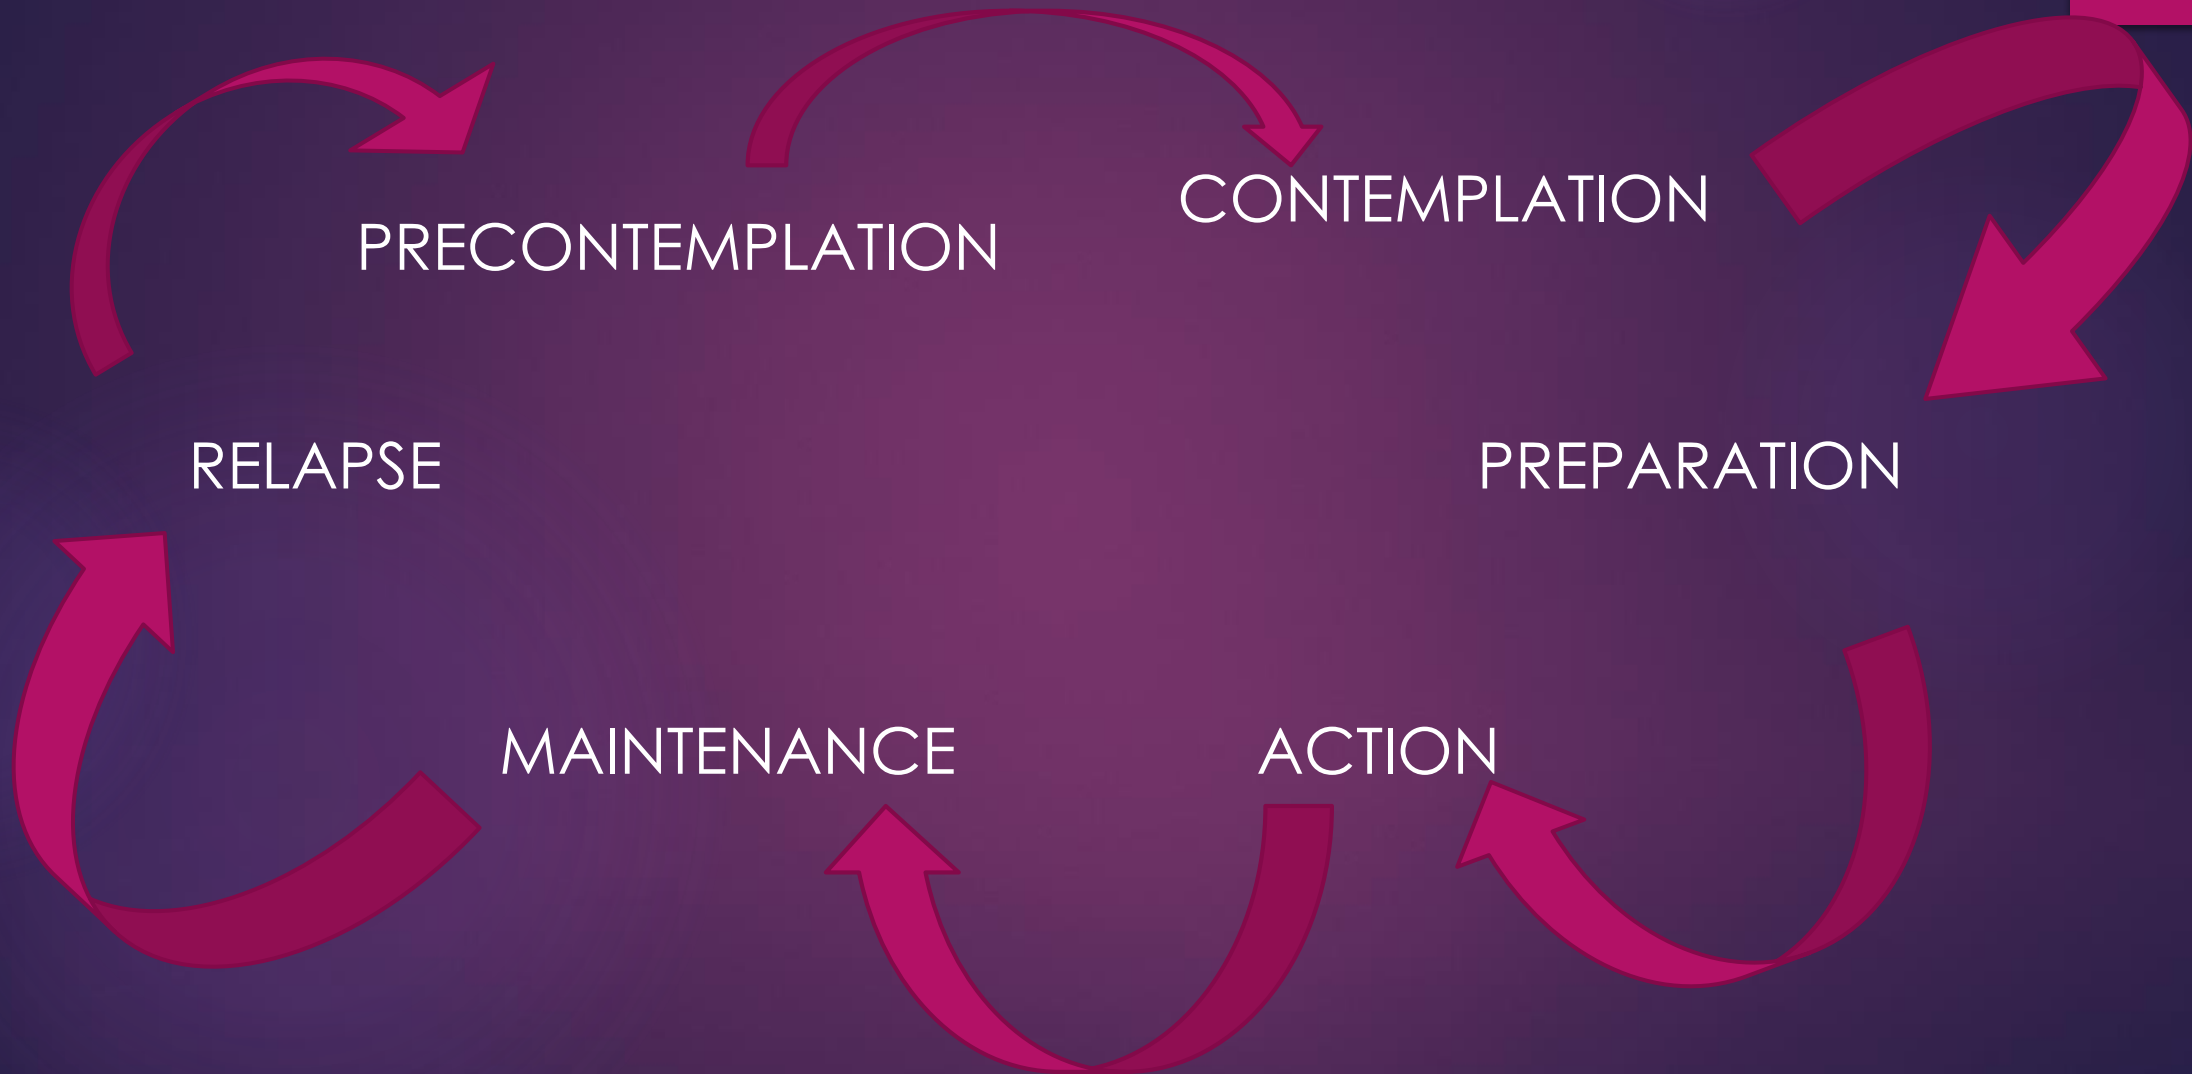 PRECONTEMPLATION
CONTEMPLATION
PREPARATION
ACTION
MAINTENANCE
RELAPSE